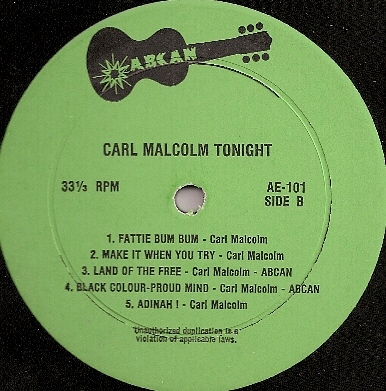 ABCAN
CARL MALCOLM TONIGHT
33⅓ RPM
AE-101
SIDE B
1. FATTIE BUM BUM - Carl Malcolm
2. MAKE IT WHEN YOU TRY - Carl Malcolm
3. LAND OF THE FREE - Carl Malcolm - ABCAN
4. BLACK COLOUR-PROUD MIND - Carl Malcolm - ABCAN
5. ADINAH ! - Carl Malcolm
Unauthorized duplication is a
violation of applicable laws.